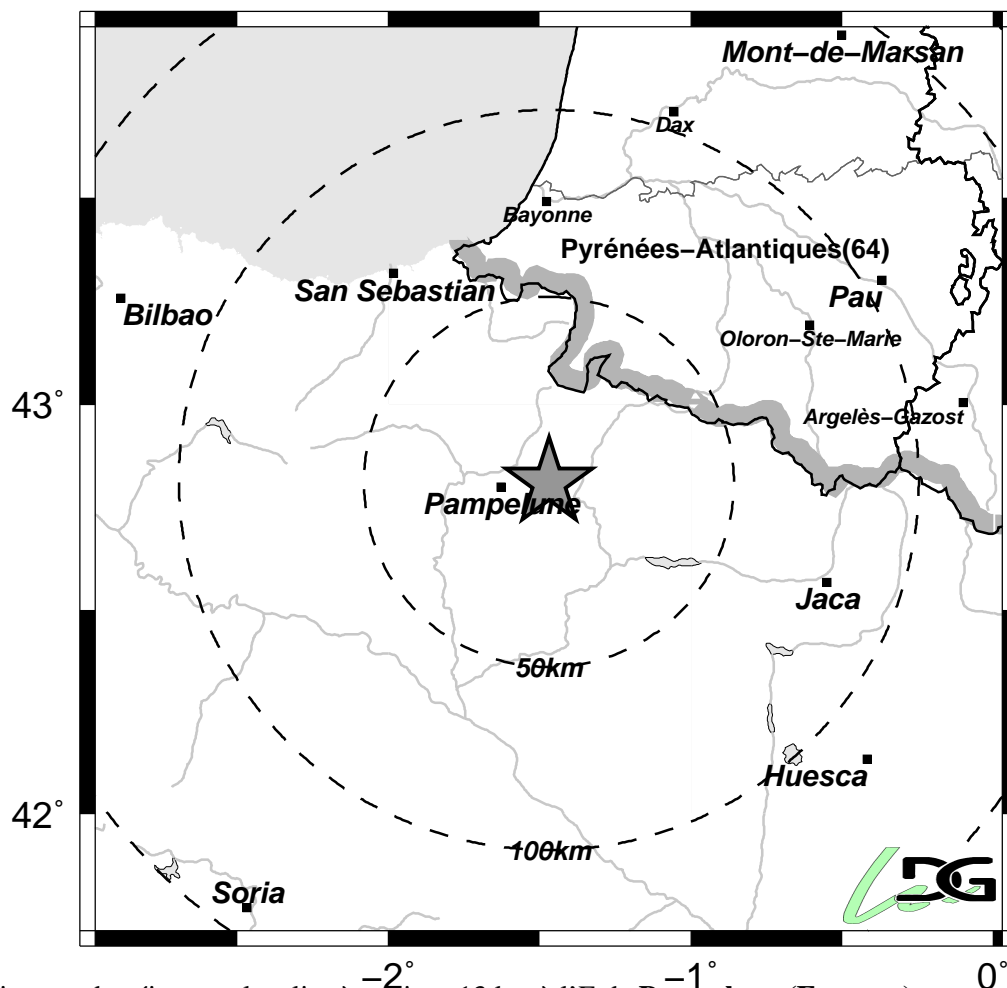 Mont–de–Marsan
Dax
Bayonne
Pyrénées–Atlantiques(64)
San Sebastian
Bilbao
Pau
Oloron–Ste–Marie
43°
Argelès–Gazost
Pampelune
Jaca
50km
Huesca
42°
100km
DG
Soria
–2°
–1°
0°